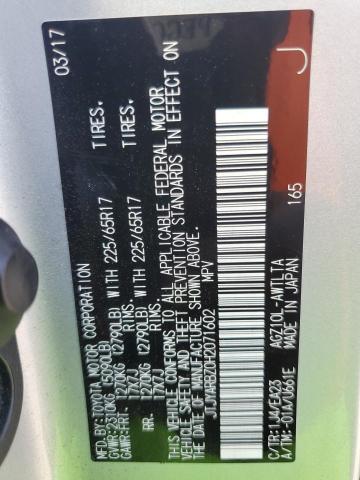 MFD.BY:TOYOTA MOTOR CORPORATION 03/17
GVWR:2310KG (5090LB)
GAWR:FRT. 1270KG (2790LB) WITH 225/65R17 TIRES.
17X7J RIMS.
RR. 1270KG (2790LB) WITH 225/65R17 TIRES.
17X7J RIMS.
THIS VEHICLE CONFORMS TO ALL APPLICABLE FEDERAL MOTOR
VEHICLE SAFETY AND THEFT PREVENTION STANDARDS IN EFFECT ON
THE DATE OF MANUFACTURE SHOWN ABOVE.
JTJYARBZ0H2071602 MPV
165 J
C/TR:1J4/EA23 AGZ10L-AWTLTA
A/TM:-01A/U661E MADE IN JAPAN